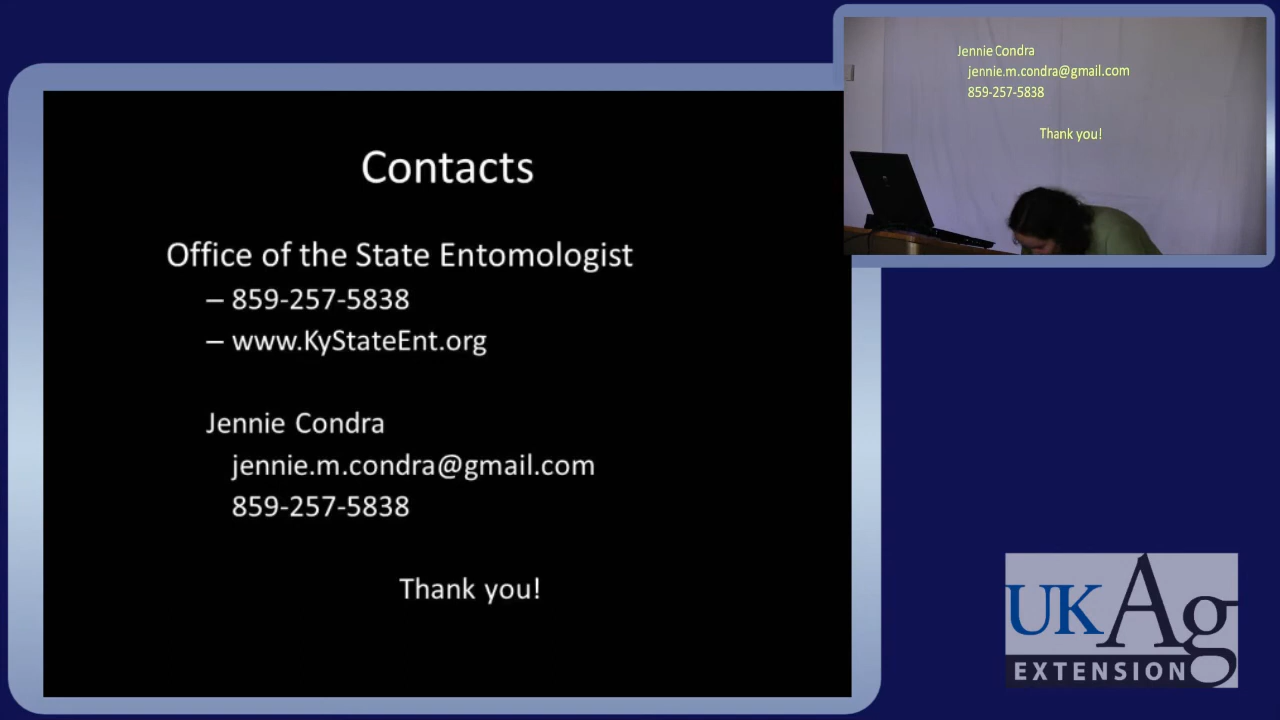 Contacts
Office of the State Entomologist
– 859-257-5838
– www.KyStateEnt.org
Jennie Condra
jennie.m.condra@gmail.com
859-257-5838
Thank you!
Jennie Condra
jennie.m.condra@gmail.com
859-257-5838
Thank you!
UKAg
EXTENSION